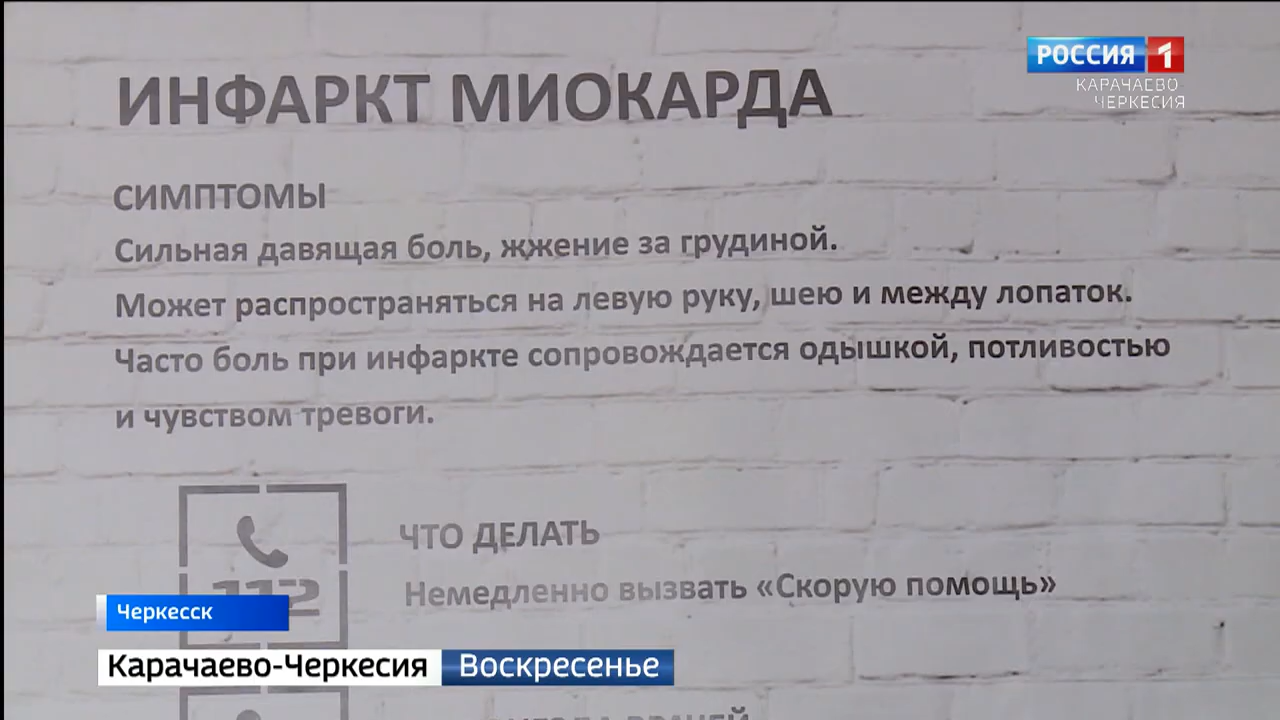 РОССИЯ 1
КАРАЧАЕВО-
ЧЕРКЕСИЯ
ИНФАРКТ МИОКАРДА
СИМПТОМЫ
Сильная давящая боль, жжение за грудиной.
Может распространяться на левую руку, шею и между лопаток.
Часто боль при инфаркте сопровождается одышкой, потливостью
и чувством тревоги.
ЧТО ДЕЛАТЬ
112
Немедленно вызвать «Скорую помощь»
Черкесск
Карачаево-Черкесия Воскресенье